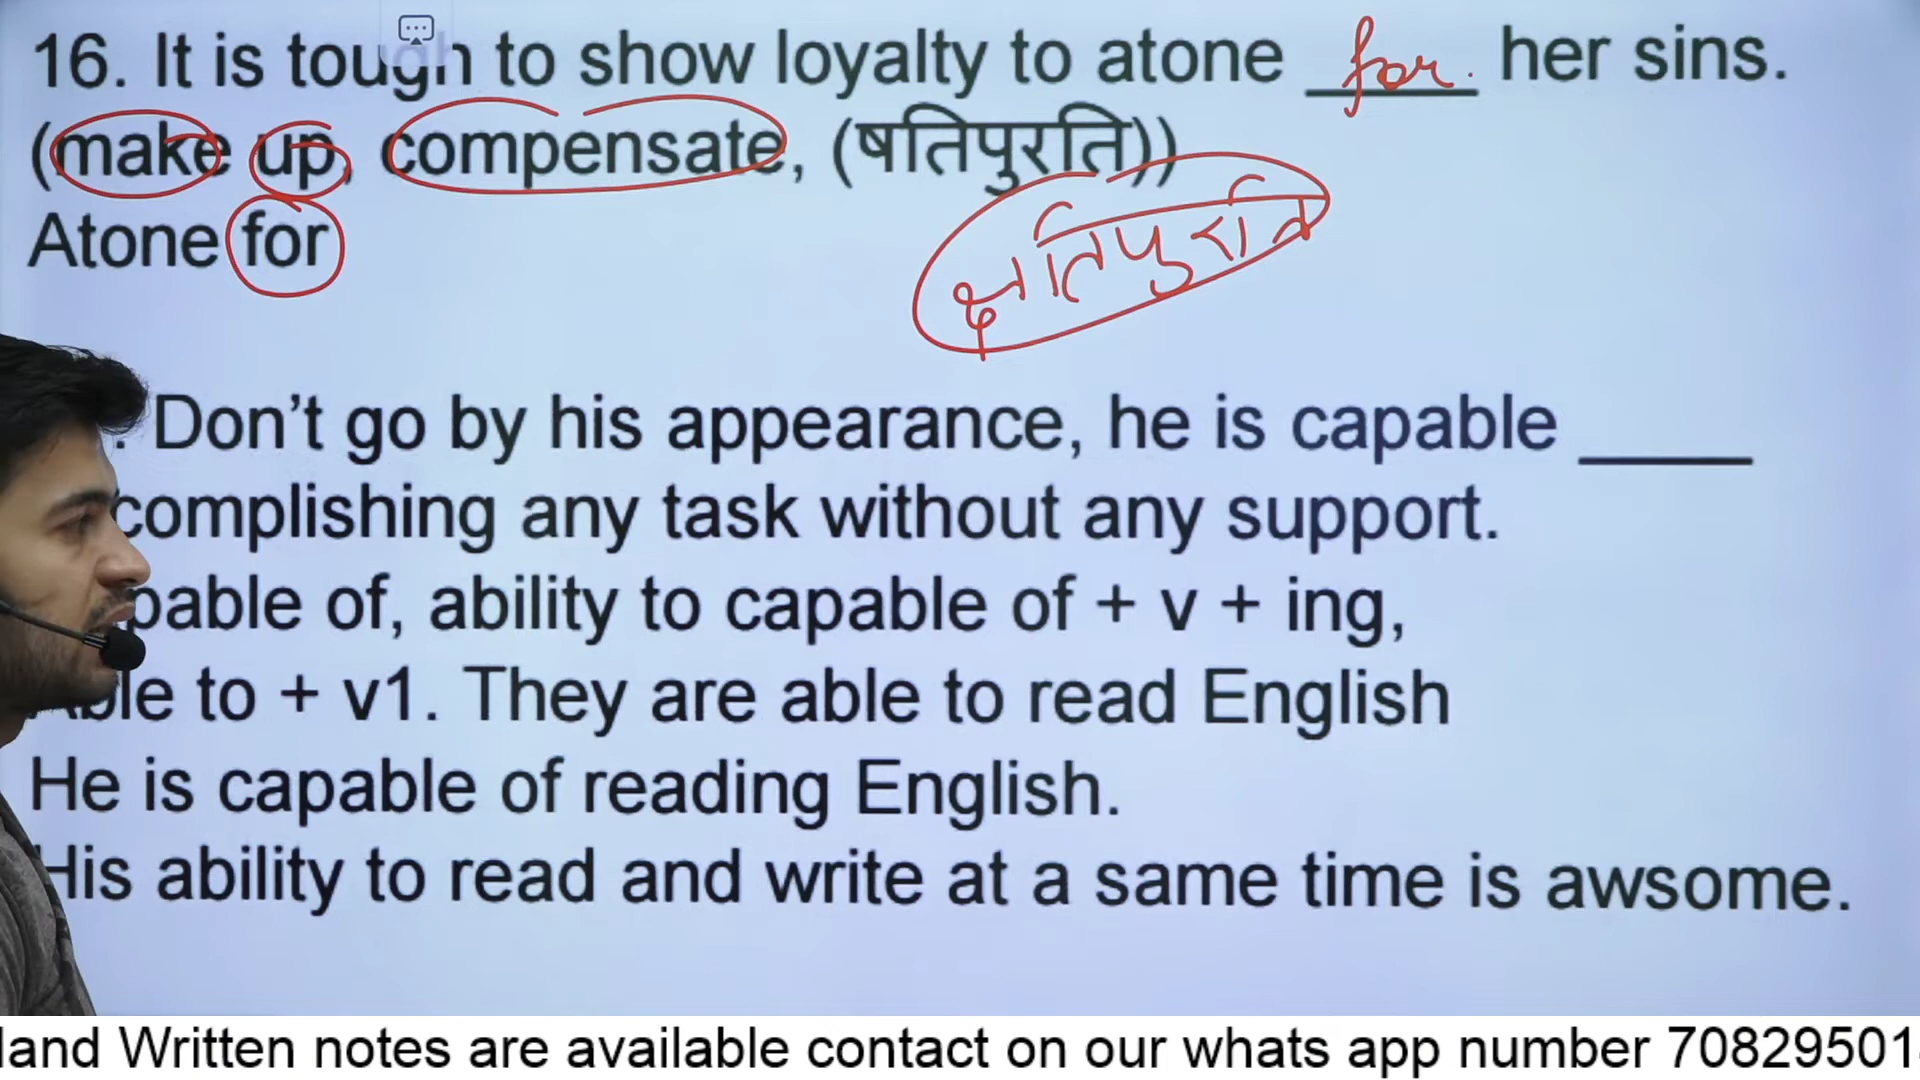 16. It is tough to show loyalty to atone for her sins.
(make up, compensate, (षतिपुरति))
Atone for
क्षतिपुरति
. Don't go by his appearance, he is capable _____
complishing any task without any support.
pable of, ability to capable of + v + ing,
ble to + v1. They are able to read English
He is capable of reading English.
His ability to read and write at a same time is awsome.
Written notes are available contact on our whats app number 70829501